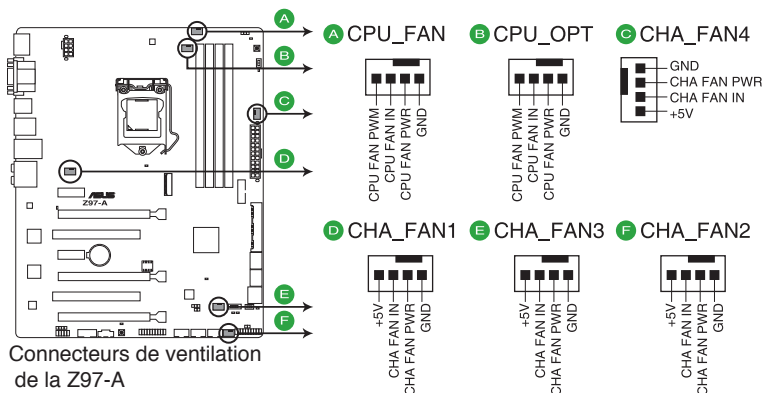 A
B
C
D
ASUS
Z97-A
E
F
Connecteurs de ventilation
de la Z97-A
A CPU_FAN
CPU FAN PWM
CPU FAN IN
CPU FAN PWR
GND
B CPU_OPT
CPU FAN PWM
CPU FAN IN
CPU FAN PWR
GND
C CHA_FAN4
GND
CHA FAN PWR
CHA FAN IN
+5V
D CHA_FAN1
+5V
CHA FAN IN
CHA FAN PWR
GND
E CHA_FAN3
+5V
CHA FAN IN
CHA FAN PWR
GND
F CHA_FAN2
+5V
CHA FAN IN
CHA FAN PWR
GND